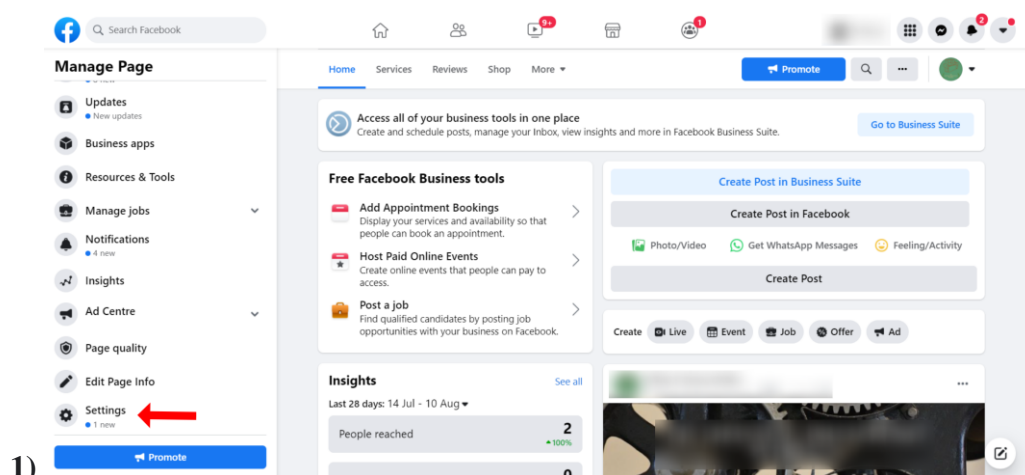 Search Facebook
9+
1
2
Manage Page
Updates
New updates
Business apps
Resources & Tools
Manage jobs
Notifications
4 new
Insights
Ad Centre
Page quality
Edit Page Info
Settings
1 new
Promote
1)
Home Services Reviews Shop More
Promote
Access all of your business tools in one place
Create and schedule posts, manage your Inbox, view insights and more in Facebook Business Suite.
Go to Business Suite
Free Facebook Business tools
Add Appointment Bookings
Display your services and availability so that
people can book an appointment.
Host Paid Online Events
Create online events that people can pay to
access.
Post a job
Find qualified candidates by posting job
opportunities with your business on Facebook.
Create Post in Business Suite
Create Post in Facebook
Photo/Video Get WhatsApp Messages Feeling/Activity
Create Post
Create Live Event Job Offer Ad
Insights See all
Last 28 days: 14 Jul - 10 Aug
People reached 2
100%